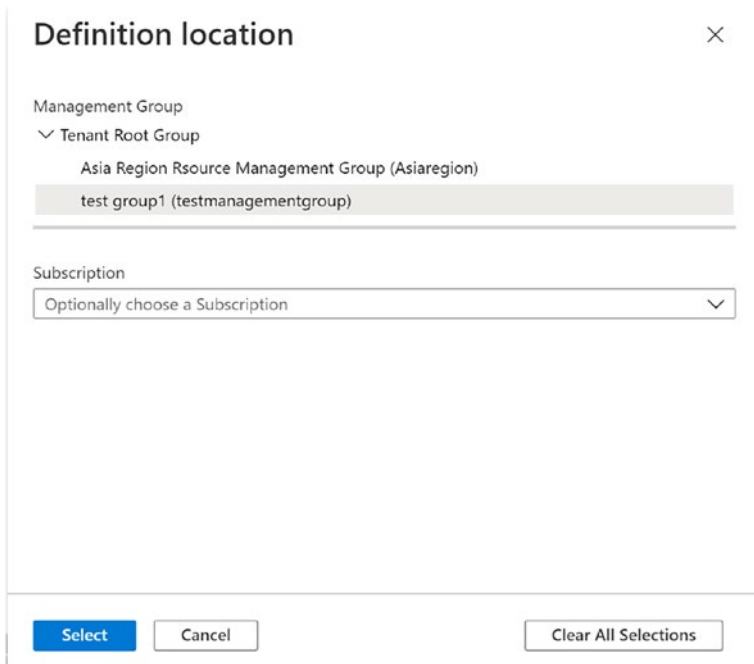 Definition location
Management Group
Tenant Root Group
Asia Region Rsource Management Group (Asiaregion)
test group1 (testmanagementgroup)
Subscription
Optionally choose a Subscription
Select
Cancel
Clear All Selections